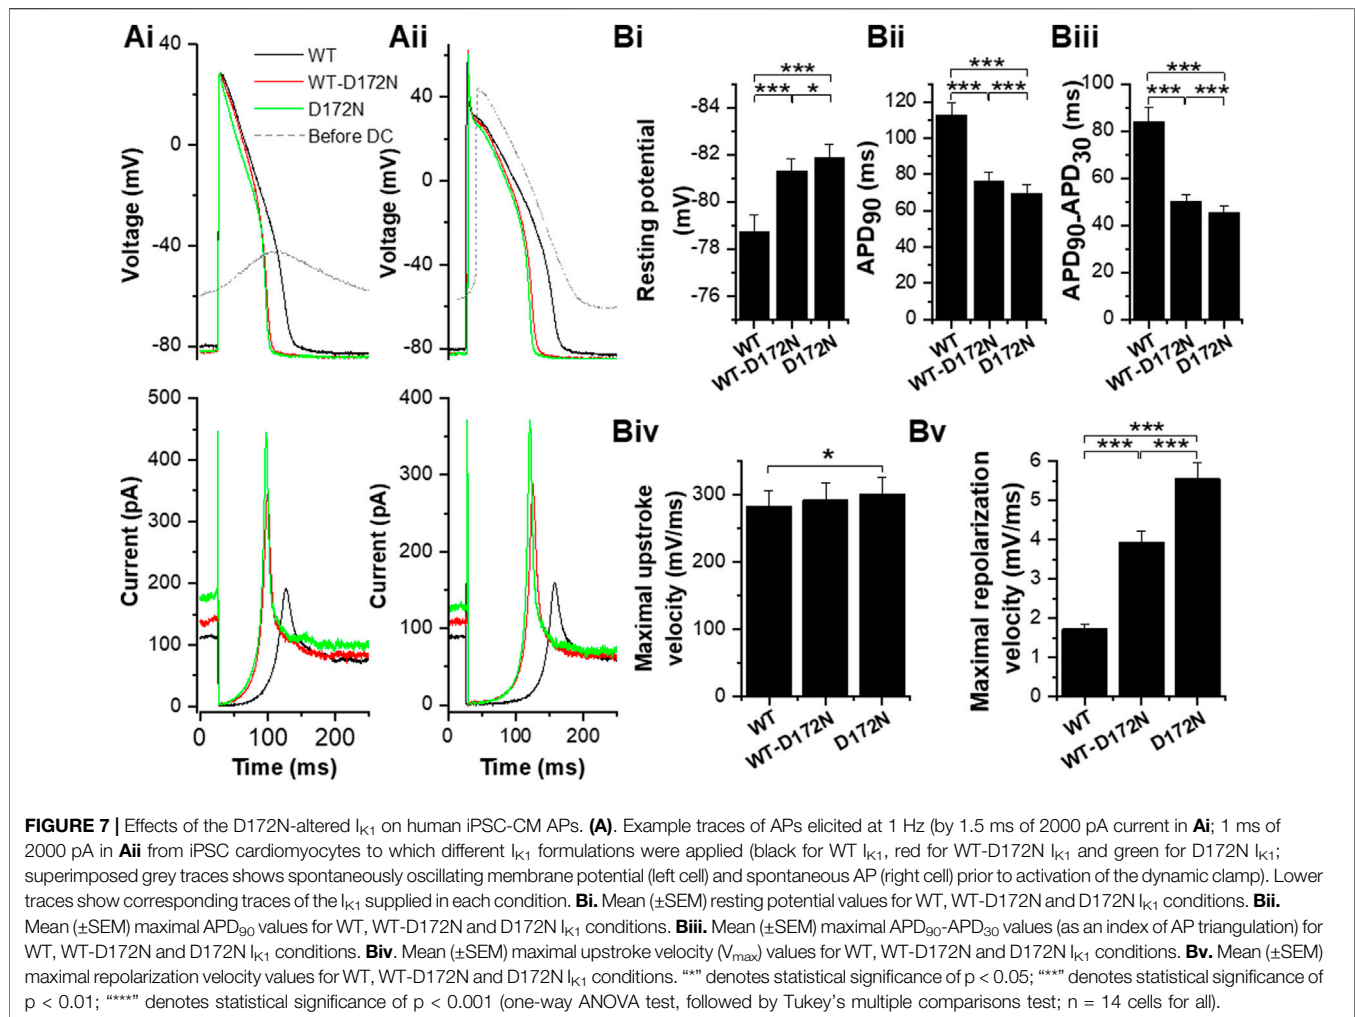 Ai
40
0
-40
-80
Voltage (mV)
WT
WT-D172N
D172N
Before DC
500
400
300
200
100
0
Current (pA)
0
100
200
Time (ms)
Aii
80
40
0
-40
-80
Voltage (mV)
400
300
200
100
0
Current (pA)
0
100
200
Time (ms)
Bi
-84
-82
-80
-78
-76
Resting potential
(mV)
***
*** *
WT
WT-D172N
D172N
Bii
120
100
80
60
40
20
0
APD90 (ms)
***
*** ***
WT
WT-D172N
D172N
Biii
100
80
60
40
20
0
APD90-APD30 (ms)
***
*** ***
WT
WT-D172N
D172N
Biv
300
200
100
0
Maximal upstroke
velocity (mV/ms)
*
WT
WT-D172N
D172N
Bv
6
5
4
3
2
1
0
Maximal repolarization
velocity (mV/ms)
***
*** ***
WT
WT-D172N
D172N
FIGURE 7 | Effects of the D172N-altered IK1 on human iPSC-CM APs. (A). Example traces of APs elicited at 1 Hz (by 1.5 ms of 2000 pA current in Ai; 1 ms of
2000 pA in Aii from iPSC cardiomyocytes to which different IK1 formulations were applied (black for WT IK1, red for WT-D172N IK1 and green for D172N IK1;
superimposed grey traces shows spontaneously oscillating membrane potential (left cell) and spontaneous AP (right cell) prior to activation of the dynamic clamp). Lower
traces show corresponding traces of the IK1 supplied in each condition. Bi. Mean (±SEM) resting potential values for WT, WT-D172N and D172N IK1 conditions. Bii.
Mean (±SEM) maximal APD90 values for WT, WT-D172N and D172N IK1 conditions. Biii. Mean (±SEM) maximal APD90-APD30 values (as an index of AP triangulation) for
WT, WT-D172N and D172N IK1 conditions. Biv. Mean (±SEM) maximal upstroke velocity (Vmax) values for WT, WT-D172N and D172N IK1 conditions. Bv. Mean (±SEM)
maximal repolarization velocity values for WT, WT-D172N and D172N IK1 conditions. "*" denotes statistical significance of p < 0.05; "**" denotes statistical significance of
p < 0.01; "***" denotes statistical significance of p < 0.001 (one-way ANOVA test, followed by Tukey's multiple comparisons test; n = 14 cells for all).